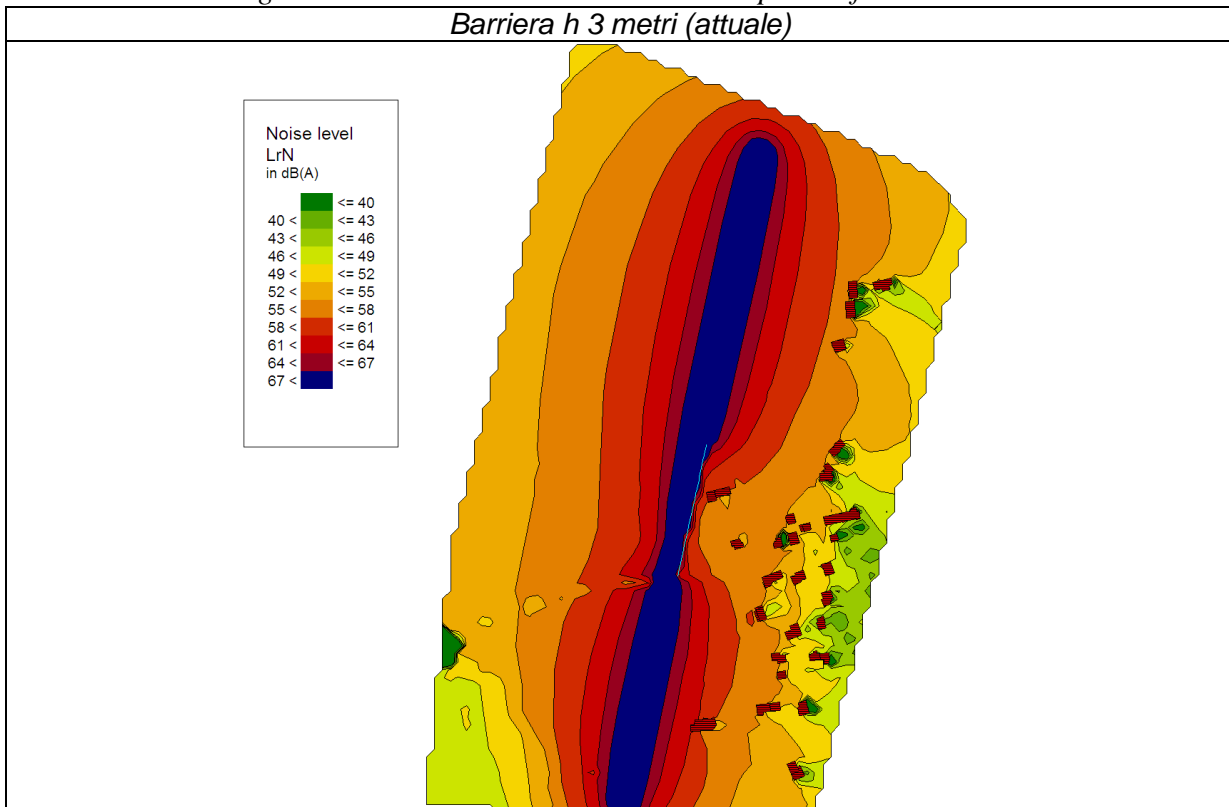 Barriera h 3 metri (attuale)
Noise level
LrN
in dB(A)
<= 40
40 < <= 43
43 < <= 46
46 < <= 49
49 < <= 52
52 < <= 55
55 < <= 58
58 < <= 61
61 < <= 64
64 < <= 67
67 <